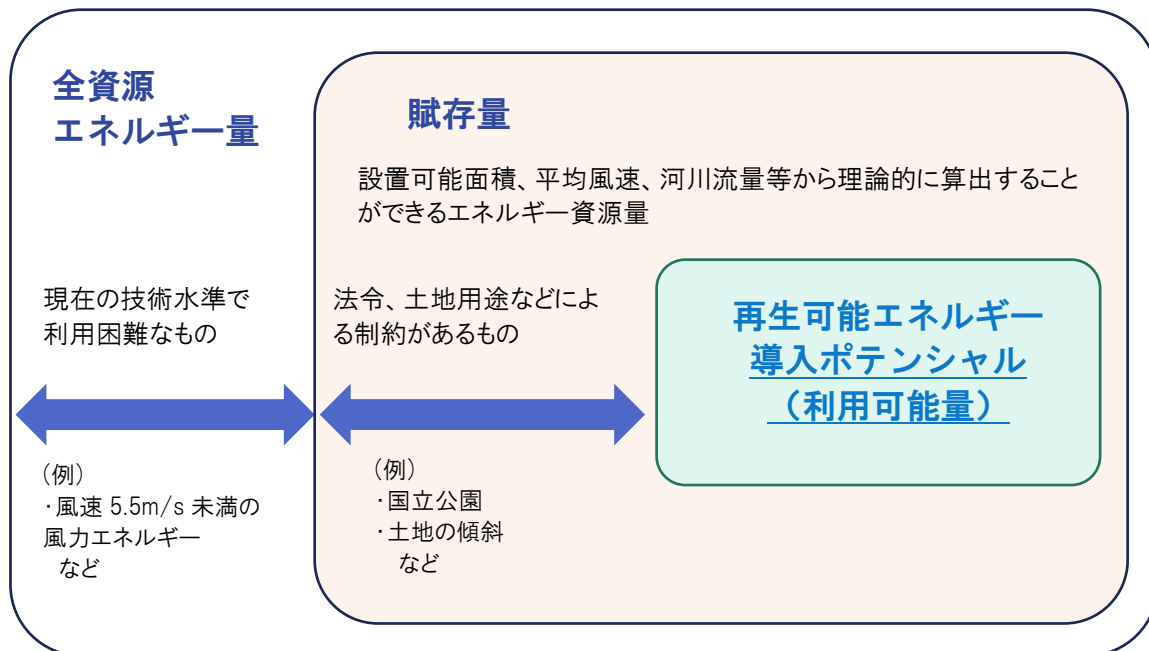 全資源
エネルギー量
賦存量
設置可能面積、平均風速、河川流量等から理論的に算出すること
ができるエネルギー資源量
現在の技術水準で
利用困難なもの
法令、土地用途などによ
る制約があるもの
再生可能エネルギー
導入ポテンシャル
（利用可能量）
（例）
・風速 5.5m/s 未満の
風力エネルギー
など
（例）
・国立公園
・土地の傾斜
など